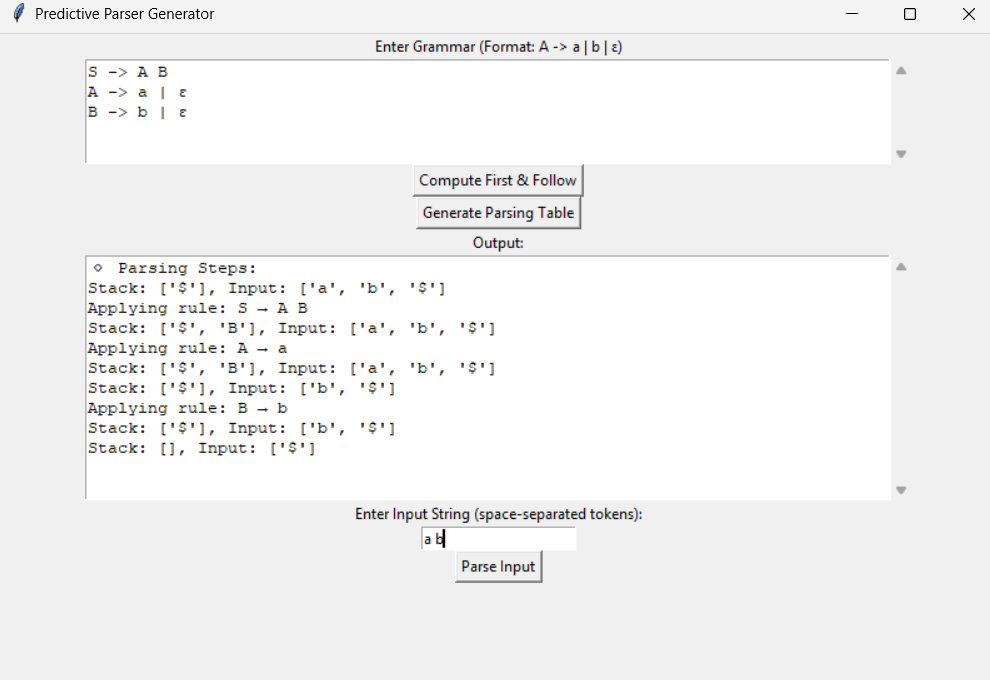 Predictive Parser Generator
Enter Grammar (Format: A -> a | b | ε)
S -> A B
A -> a | ε
B -> b | ε
Compute First & Follow
Generate Parsing Table
Output:
⋄ Parsing Steps:
Stack: ['$'], Input: ['a', 'b', '$']
Applying rule: S → A B
Stack: ['$', 'B'], Input: ['a', 'b', '$']
Applying rule: A → a
Stack: ['$', 'B'], Input: ['a', 'b', '$']
Stack: ['$'], Input: ['b', '$']
Applying rule: B → b
Stack: ['$'], Input: ['b', '$']
Stack: [], Input: ['$']
Enter Input String (space-separated tokens):
a b
Parse Input